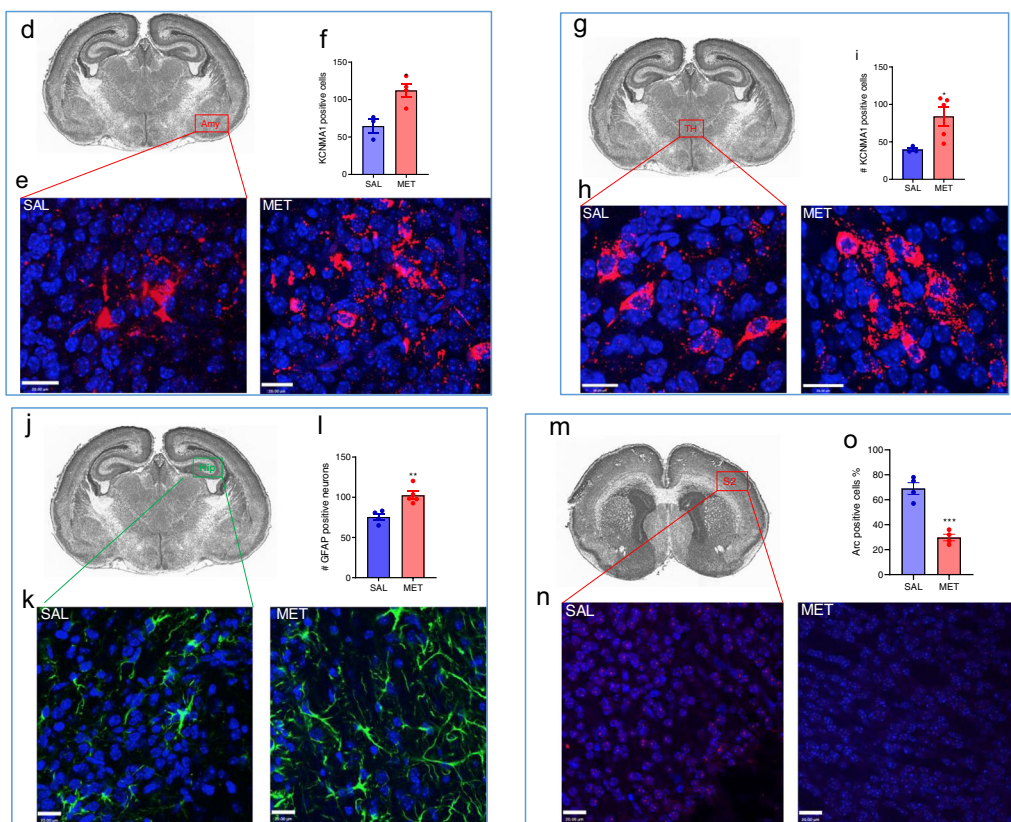 d
f
KCNMA1 positive cells
150
100
50
0
SAL
MET
Amy
e
SAL
MET
g
i
# KCNMA1 positive cells
150
100
50
0
*
SAL
MET
TH
h
SAL
MET
j
l
# GFAP positive neurons
150
100
50
0
**
SAL
MET
Hip
k
SAL
MET
m
o
Arc positive cells %
80
60
40
20
0
***
SAL
MET
S2
n
SAL
MET